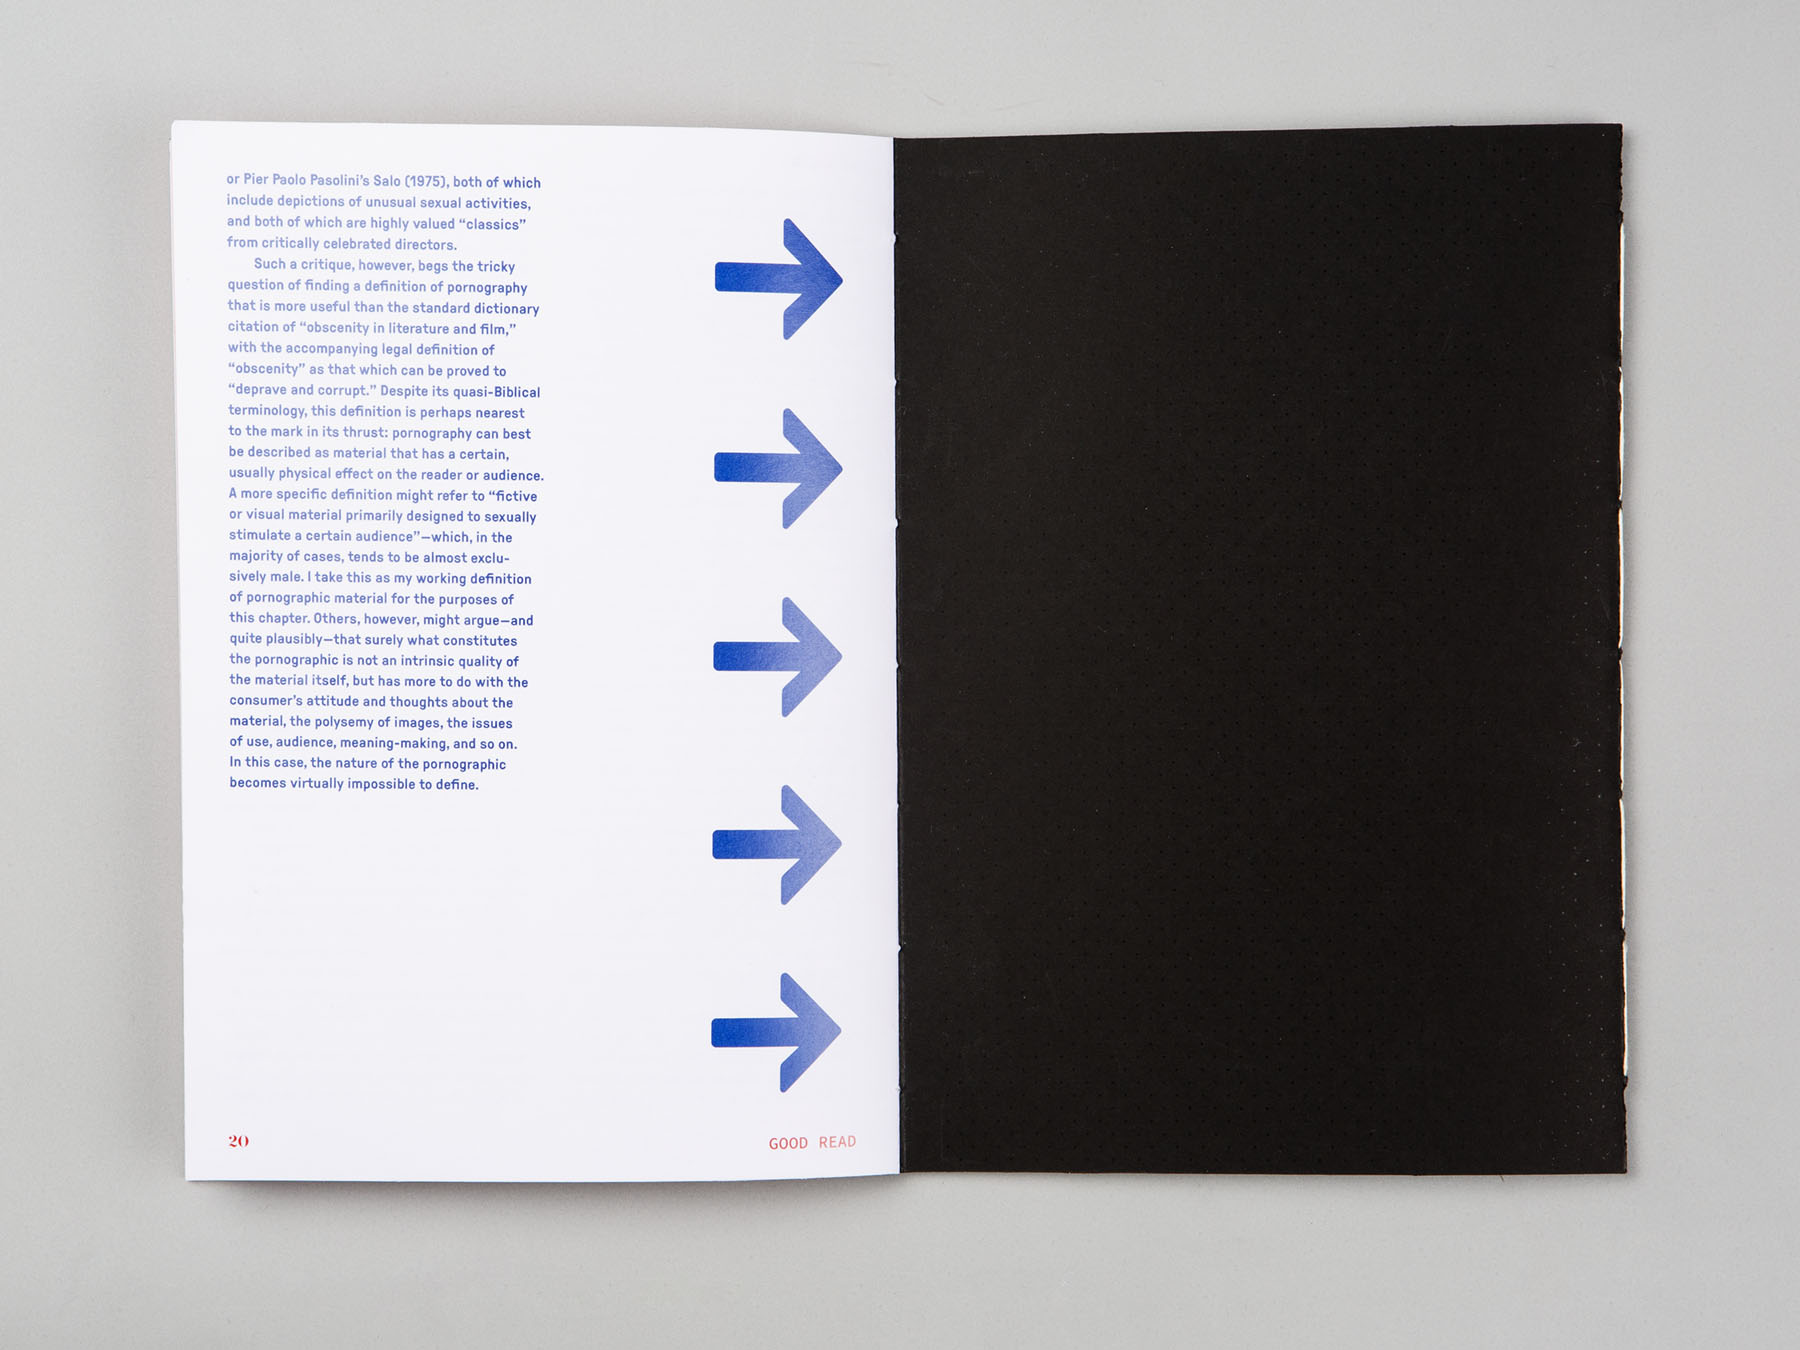 or Pier Paolo Pasolini's Salo (1975), both of which
include depictions of unusual sexual activities,
and both of which are highly valued “classics”
from critically celebrated directors.
Such a critique, however, begs the tricky
question of finding a definition of pornography
that is more useful than the standard dictionary
citation of “obscenity in literature and film,”
with the accompanying legal definition of
“obscenity” as that which can be proved to
“deprave and corrupt.” Despite its quasi-Biblical
terminology, this definition is perhaps nearest
to the mark in its thrust: pornography can best
be described as material that has a certain,
usually physical effect on the reader or audience.
A more specific definition might refer to “fictive
or visual material primarily designed to sexually
stimulate a certain audience”—which, in the
majority of cases, tends to be almost exclu-
sively male. I take this as my working definition
of pornographic material for the purposes of
this chapter. Others, however, might argue—and
quite plausibly—that surely what constitutes
the pornographic is not an intrinsic quality of
the material itself, but has more to do with the
consumer's attitude and thoughts about the
material, the polysemy of images, the issues
of use, audience, meaning-making, and so on.
In this case, the nature of the pornographic
becomes virtually impossible to define.
20
GOOD READ